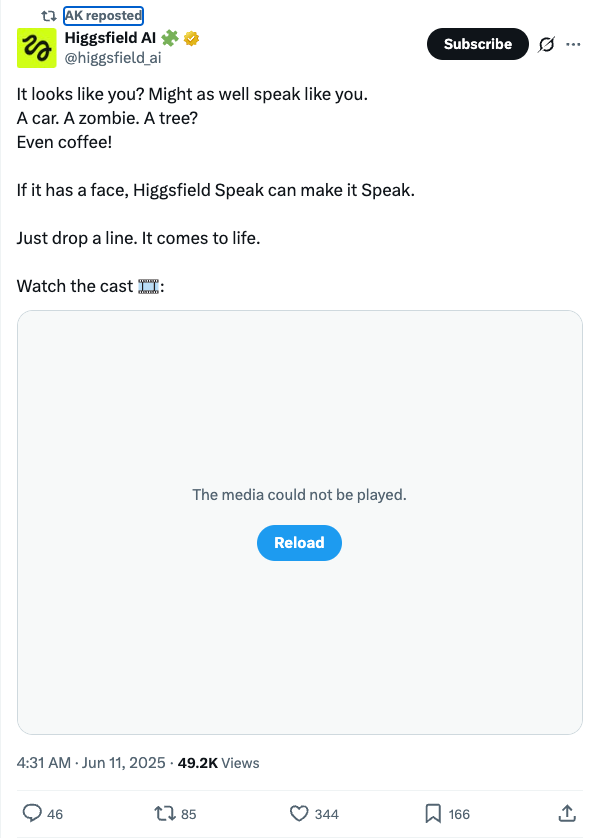 AK reposted
Higgsfield AI
@higgsfield_ai
Subscribe
It looks like you? Might as well speak like you.
A car. A zombie. A tree?
Even coffee!
If it has a face, Higgsfield Speak can make it Speak.
Just drop a line. It comes to life.
Watch the cast 🎞️:
The media could not be played.
Reload
4:31 AM · Jun 11, 2025 · 49.2K Views
46 85 344 166